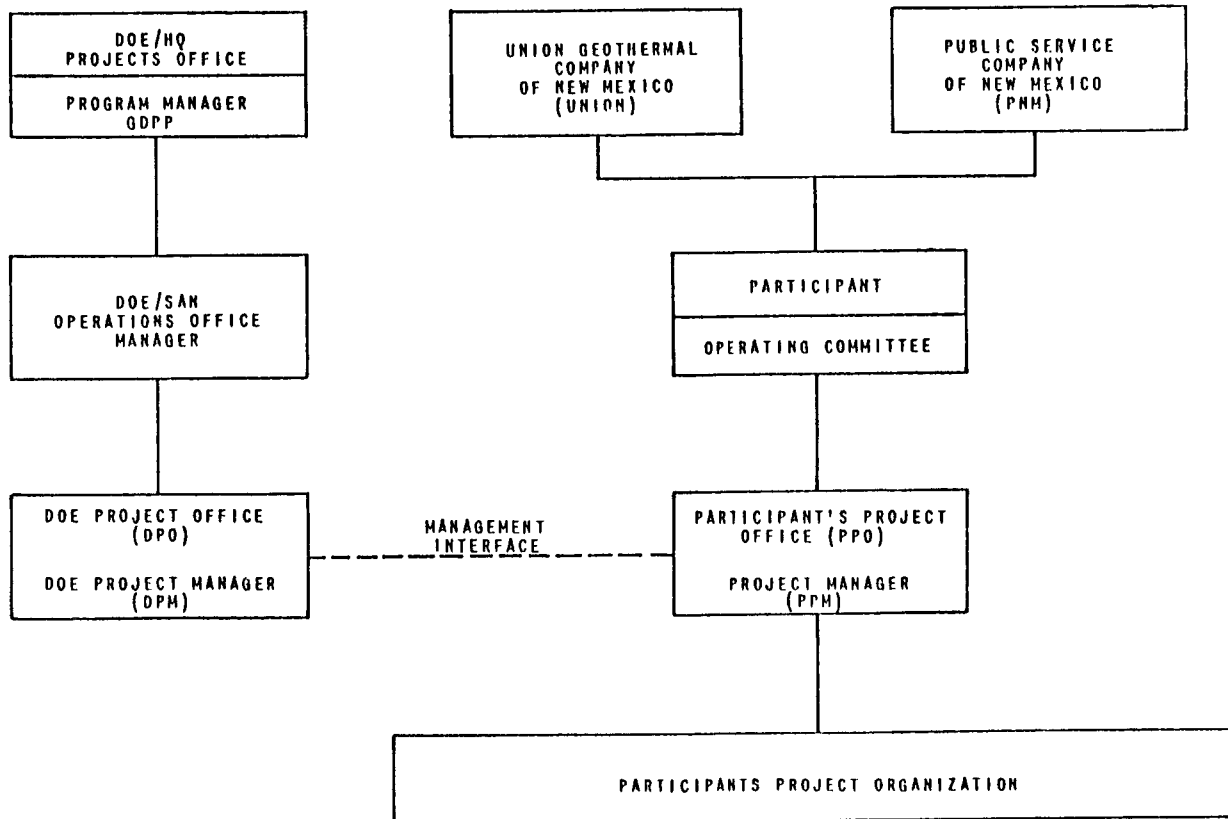 DOE/HQ
PROJECTS OFFICE
PROGRAM MANAGER
GDPP
UNION GEOTHERMAL
COMPANY
OF NEW MEXICO
(UNION)
PUBLIC SERVICE
COMPANY
OF NEW MEXICO
(PNM)
DOE/SAN
OPERATIONS OFFICE
MANAGER
PARTICIPANT
OPERATING COMMITTEE
DOE PROJECT OFFICE
(DPO)
DOE PROJECT MANAGER
(DPM)
MANAGEMENT
INTERFACE
PARTICIPANT'S PROJECT
OFFICE (PPO)
PROJECT MANAGER
(PPM)
PARTICIPANTS PROJECT ORGANIZATION